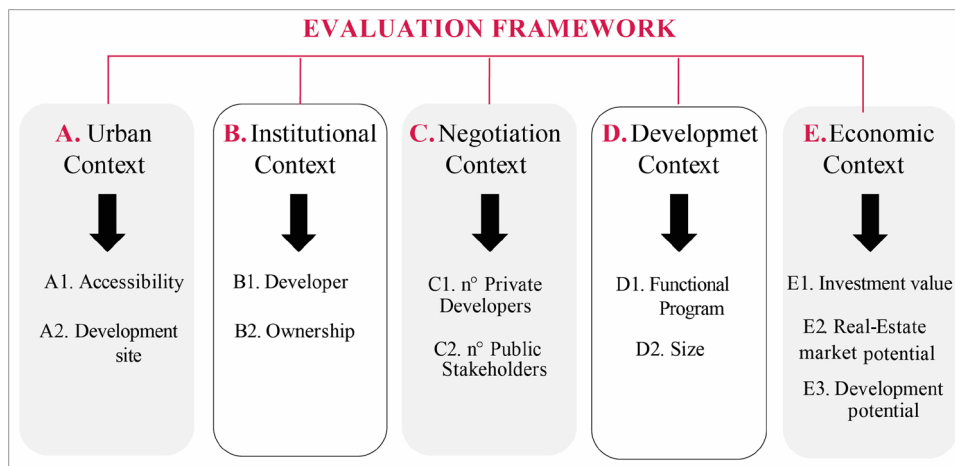 EVALUATION FRAMEWORK
A. Urban
Context
A1. Accessibility
A2. Development
site
B. Institutional
Context
B1. Developer
B2. Ownership
C. Negotiation
Context
C1. n° Private
Developers
C2. n° Public
Stakeholders
D. Developmet
Context
D1. Functional
Program
D2. Size
E. Economic
Context
E1. Investment value
E2. Real-Estate
market potential
E3. Development
potential